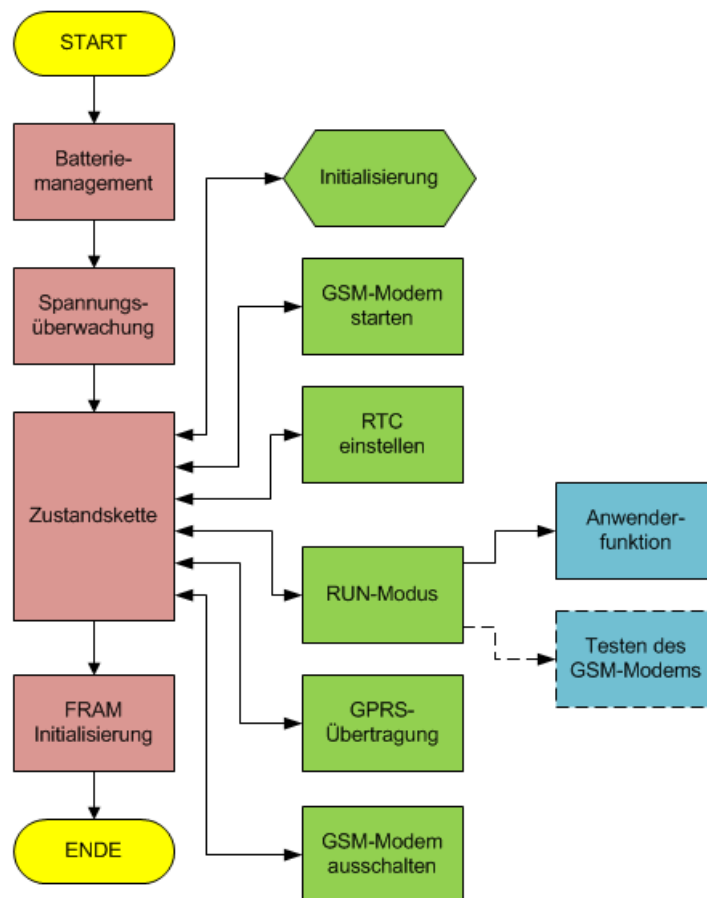 START
Batterie-
management
Initialisierung
Spannungs-
überwachung
GSM-Modem
starten
Zustandskette
RTC
einstellen
RUN-Modus
Anwender-
funktion
Testen des
GSM-Modems
FRAM
Initialisierung
GPRS-
Übertragung
ENDE
GSM-Modem
ausschalten